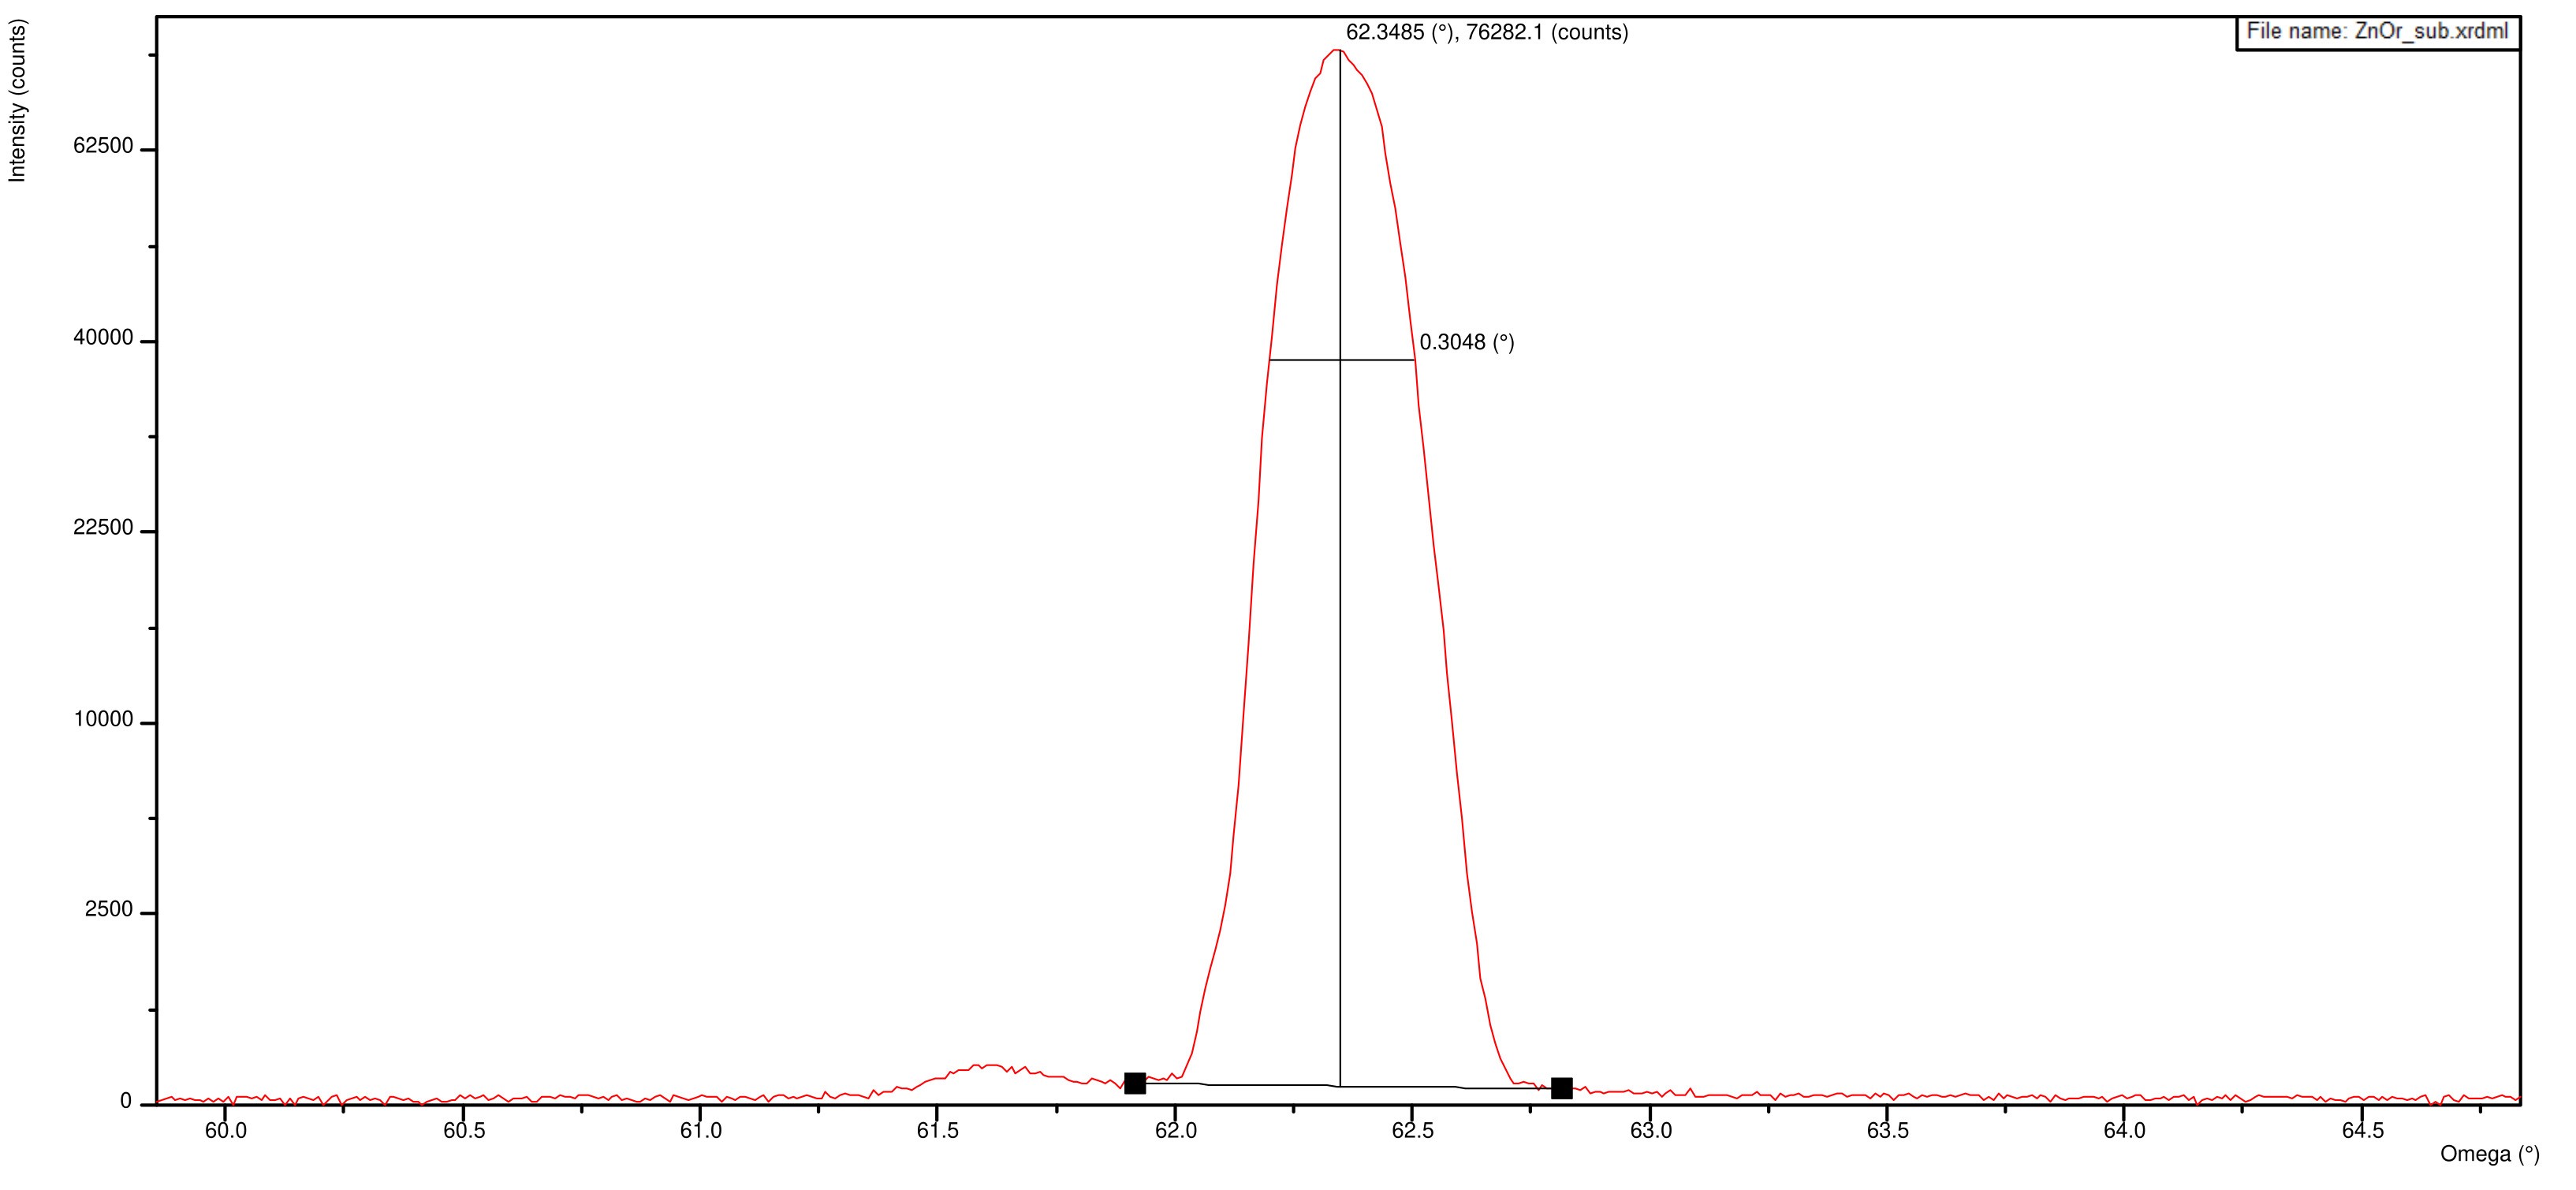 Intensity (counts)
62.3485 (°), 76282.1 (counts)
File name: ZnOr_sub.xrdml
62500
40000
0.3048 (°)
22500
10000
2500
0
60.0 60.5 61.0 61.5 62.0 62.5 63.0 63.5 64.0 64.5
Omega (°)